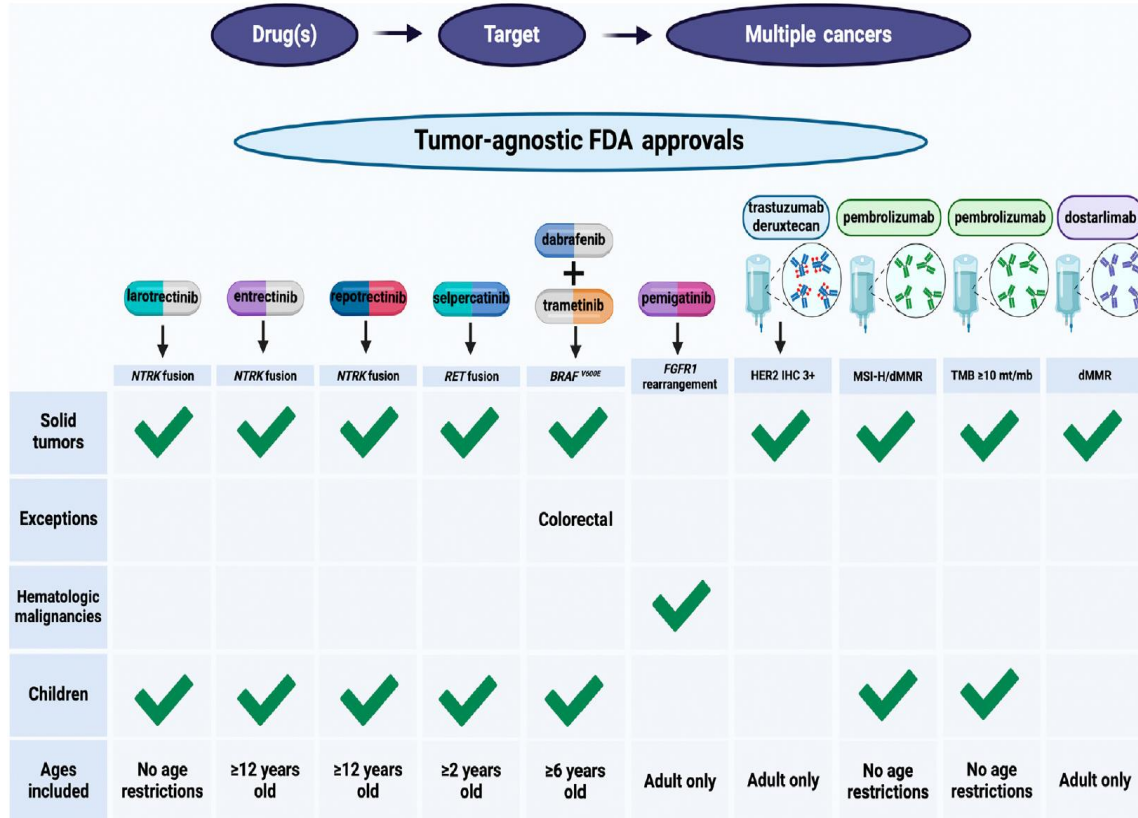 Drug(s)
Target
Multiple cancers
Tumor-agnostic FDA approvals
trastuzumab
deruxtecan
pembrolizumab
pembrolizumab
dostarlimab
dabrafenib
+
trametinib
larotrectinib
entrectinib
repotrectinib
selpercatinib
pemigatinib
NTRK fusion
NTRK fusion
NTRK fusion
RET fusion
BRAF V600E
FGFR1
rearrangement
HER2 IHC 3+
MSI-H/dMMR
TMB ≥10 mt/mb
dMMR
Solid
tumors
Exceptions
Colorectal
Hematologic
malignancies
Children
Ages
included
No age
restrictions
≥12 years
old
≥12 years
old
≥2 years
old
≥6 years
old
Adult only
Adult only
No age
restrictions
No age
restrictions
Adult only